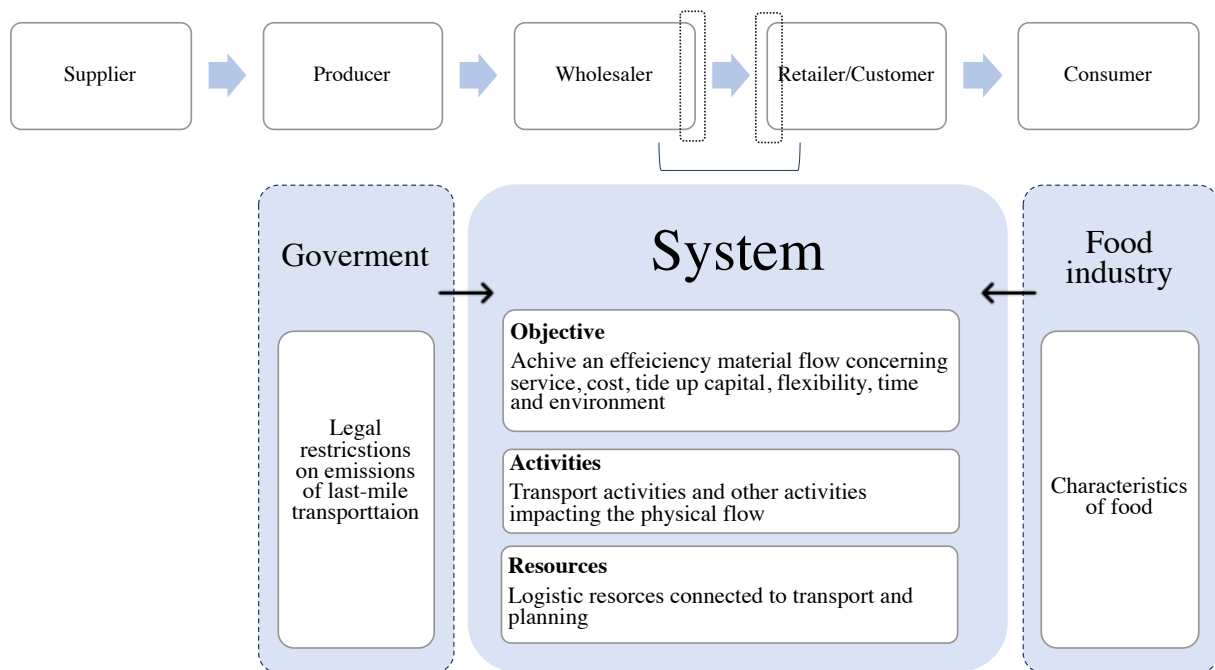 Supplier
Producer
Wholesaler
Retailer/Customer
Consumer
Goverment
System
Food
industry
Objective
Achive an effeiciency material flow concerning
service, cost, tide up capital, flexibility, time
and environment
Legal
restricstions
on emissions
of last-mile
transporttaion
Activities
Transport activities and other activities
impacting the physical flow
Characteristics
of food
Resources
Logistic resorces connected to transport and
planning